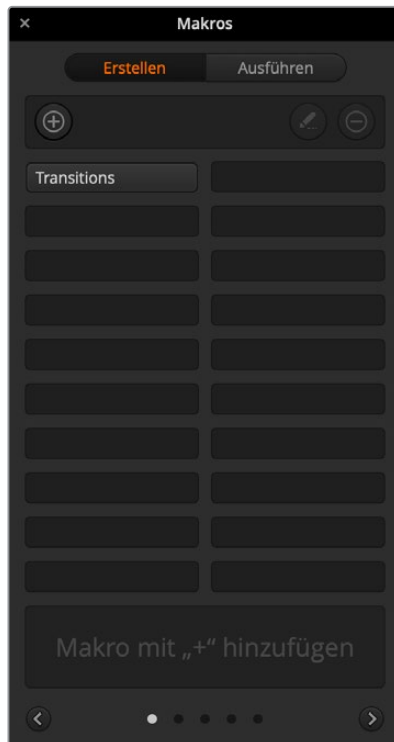 Makros
Erstellen Ausführen
Transitions
Makro mit „+“ hinzufügen